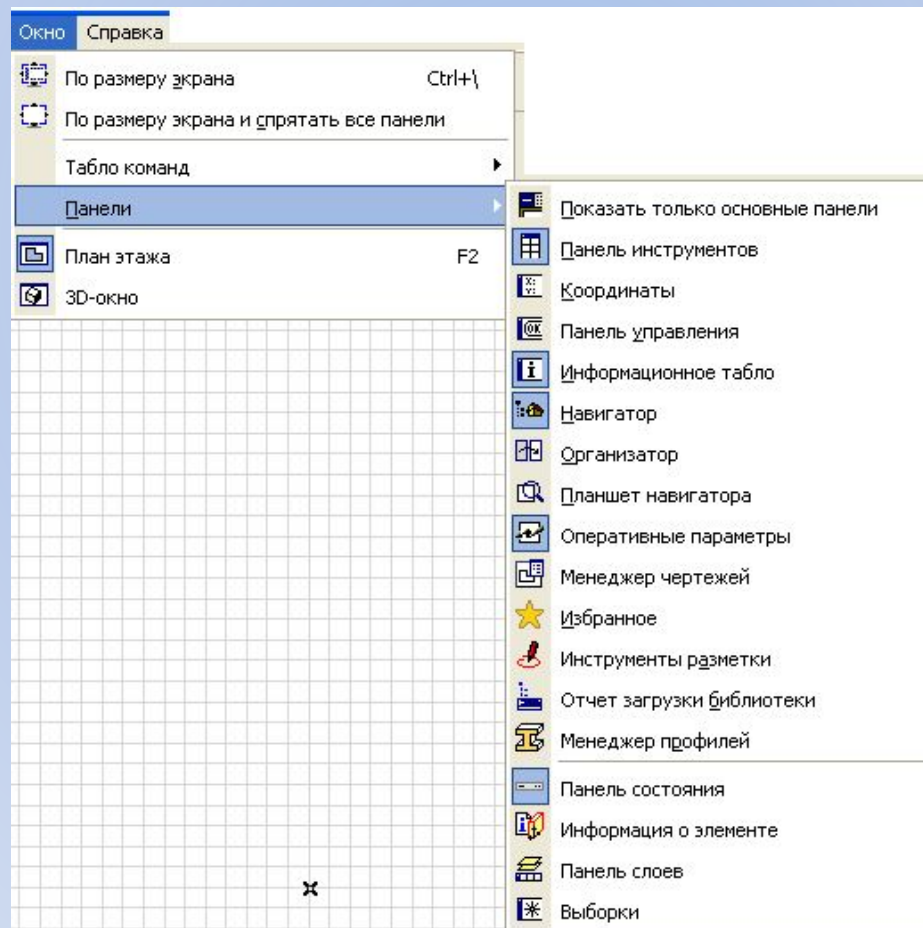 Окно Справка
По размеру экрана Ctrl+\
По размеру экрана и спрятать все панели
Табло команд
Панели
План этажа F2
3D-окно
Показать только основные панели
Панель инструментов
Координаты
Панель управления
Информационное табло
Навигатор
Организатор
Планшет навигатора
Оперативные параметры
Менеджер чертежей
Избранное
Инструменты разметки
Отчет загрузки библиотеки
Менеджер профилей
Панель состояния
Информация о элементе
Панель слоев
Выборки